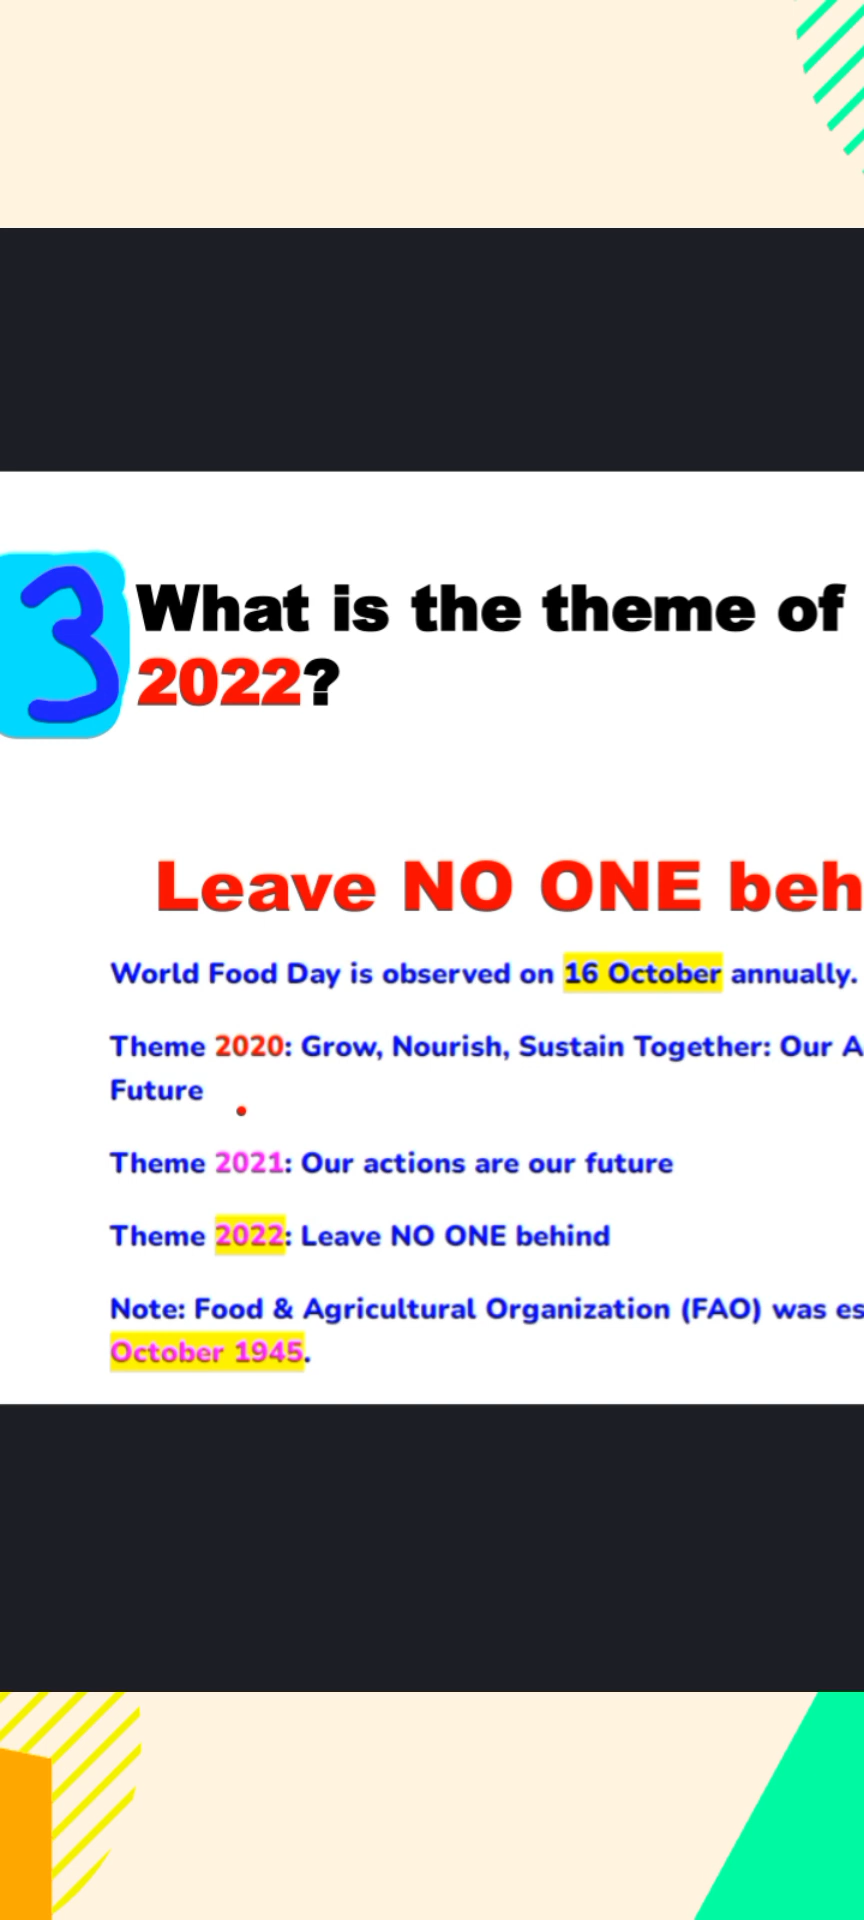 3
What is the theme of
2022?
Leave NO ONE beh
World Food Day is observed on 16 October annually.
Theme 2020: Grow, Nourish, Sustain Together: Our A
Future
Theme 2021: Our actions are our future
Theme 2022: Leave NO ONE behind
Note: Food & Agricultural Organization (FAO) was es
October 1945.